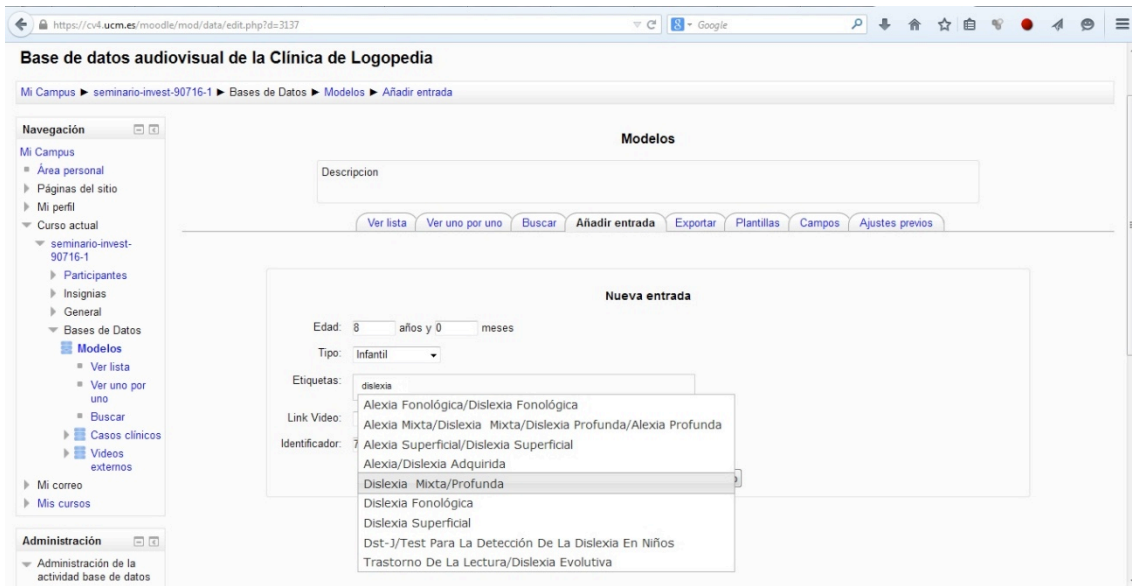 https://cv4.ucm.es/moodle/mod/data/edit.php?d=3137
Google
Base de datos audiovisual de la Clínica de Logopedia
Mi Campus ► seminario-invest-90716-1 ► Bases de Datos ► Modelos ► Añadir entrada
Navegación
Mi Campus
Área personal
Páginas del sitio
Mi perfil
Curso actual
seminario-invest-
90716-1
Participantes
Insignias
General
Bases de Datos
Modelos
Ver lista
Ver uno por
uno
Buscar
Casos clínicos
Videos
externos
Mi correo
Mis cursos
Administración
Administración de la
actividad base de datos
Modelos
Descripcion
Ver lista Ver uno por uno Buscar Añadir entrada Exportar Plantillas Campos Ajustes previos
Nueva entrada
Edad: 8 años y 0 meses
Tipo: Infantil
Etiquetas: dislexia
Link Video:
Identificador: 7
Alexia Fonológica/Dislexia Fonológica
Alexia Mixta/Dislexia Mixta/Dislexia Profunda/Alexia Profunda
Alexia Superficial/Dislexia Superficial
Alexia/Dislexia Adquirida
Dislexia Mixta/Profunda
Dislexia Fonológica
Dislexia Superficial
Dst-J/Test Para La Detección De La Dislexia En Niños
Trastorno De La Lectura/Dislexia Evolutiva